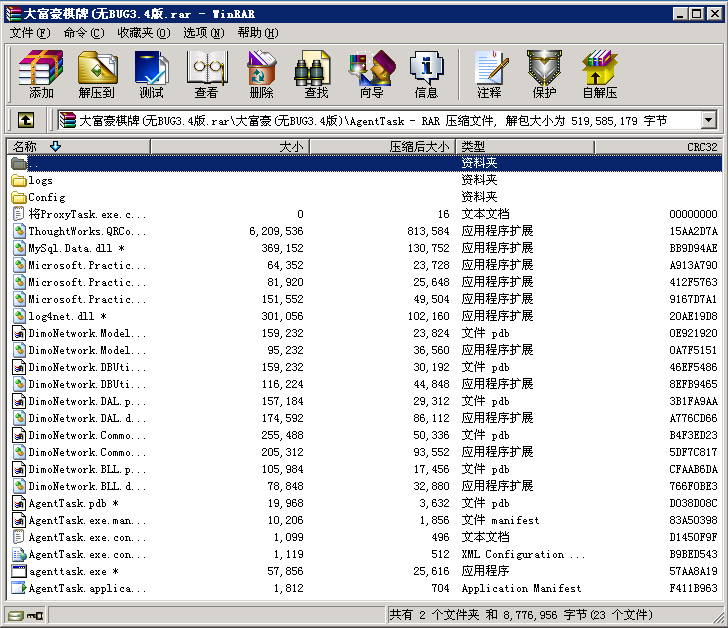 大富豪棋牌(无BUG3.4版.rar - WinRAR
文件(F) 命令(C) 收藏夹(O) 选项(N) 帮助(H)
添加 解压到 测试 查看 删除 查找 向导 信息 注释 保护 自解压
大富豪棋牌(无BUG3.4版.rar\大富豪(无BUG3.4版)\AgentTask - RAR 压缩文件, 解包大小为 519,585,179 字节
名称 大小 压缩后大小 类型 CRC32
.. 资料夹
logs 资料夹
Config 资料夹
将ProxyTask.exe.c... 0 16 文本文档 00000000
ThoughtWorks.QRCo... 6,209,536 813,584 应用程序扩展 15AA2D7A
MySql.Data.dll * 369,152 130,752 应用程序扩展 BB9D94AE
Microsoft.Practic... 64,352 23,728 应用程序扩展 A913A790
Microsoft.Practic... 81,920 25,648 应用程序扩展 412F5763
Microsoft.Practic... 151,552 49,504 应用程序扩展 9167D7A1
log4net.dll * 301,056 102,160 应用程序扩展 20AE19D8
DimoNetwork.Model... 159,232 23,824 文件 pdb 0E921920
DimoNetwork.Model... 95,232 36,560 应用程序扩展 0A7F5151
DimoNetwork.DBUti... 159,232 30,192 文件 pdb 46EF5486
DimoNetwork.DBUti... 116,224 44,848 应用程序扩展 8EFB9465
DimoNetwork.DAL.p... 157,184 29,312 文件 pdb 3B1FA9AA
DimoNetwork.DAL.d... 174,592 86,112 应用程序扩展 A776CD66
DimoNetwork.Commo... 255,488 50,336 文件 pdb B4F3ED23
DimoNetwork.Commo... 205,312 93,552 应用程序扩展 5DF7C817
DimoNetwork.BLL.p... 105,984 17,456 文件 pdb CFAAB6DA
DimoNetwork.BLL.d... 78,848 32,880 应用程序扩展 766F0BE3
AgentTask.pdb * 19,968 3,632 文件 pdb D038D08C
AgentTask.exe.man... 10,206 1,856 文件 manifest 83A50398
AgentTask.exe.con... 1,099 496 文本文档 D1450F9F
AgentTask.exe.con... 1,119 512 XML Configuration ... B9BED543
agenttask.exe * 57,856 25,616 应用程序 57AA8A19
AgentTask.applica... 1,812 704 Application Manifest F411B963
共有 2 个文件夹 和 8,776,956 字节(23 个文件)